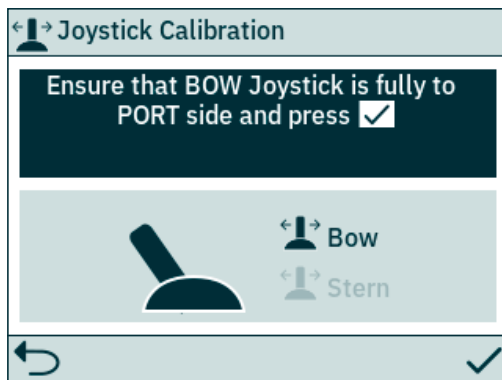 Joystick Calibration
Ensure that BOW Joystick is fully to
PORT side and press
Bow
Stern